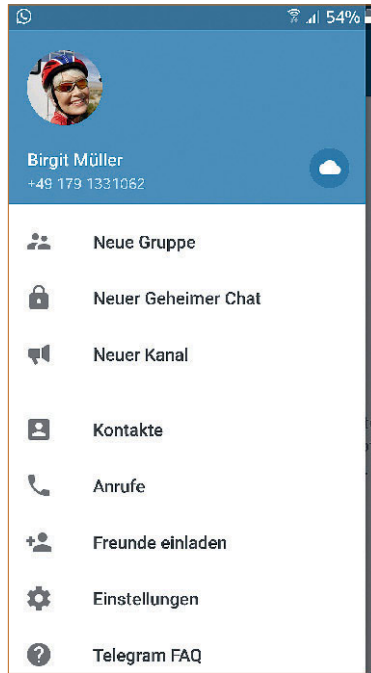 54%
Birgit Müller
+49 179 1331062
Neue Gruppe
Neuer Geheimer Chat
Neuer Kanal
Kontakte
Anrufe
Freunde einladen
Einstellungen
Telegram FAQ